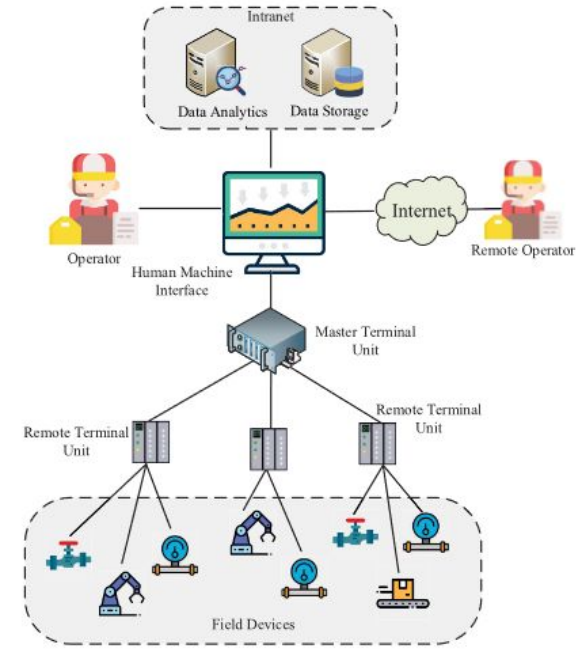 Intranet
Data Analytics
Data Storage
Internet
Operator
Remote Operator
Human Machine
Interface
Master Terminal
Unit
Remote Terminal
Unit
Remote Terminal
Unit
Field Devices